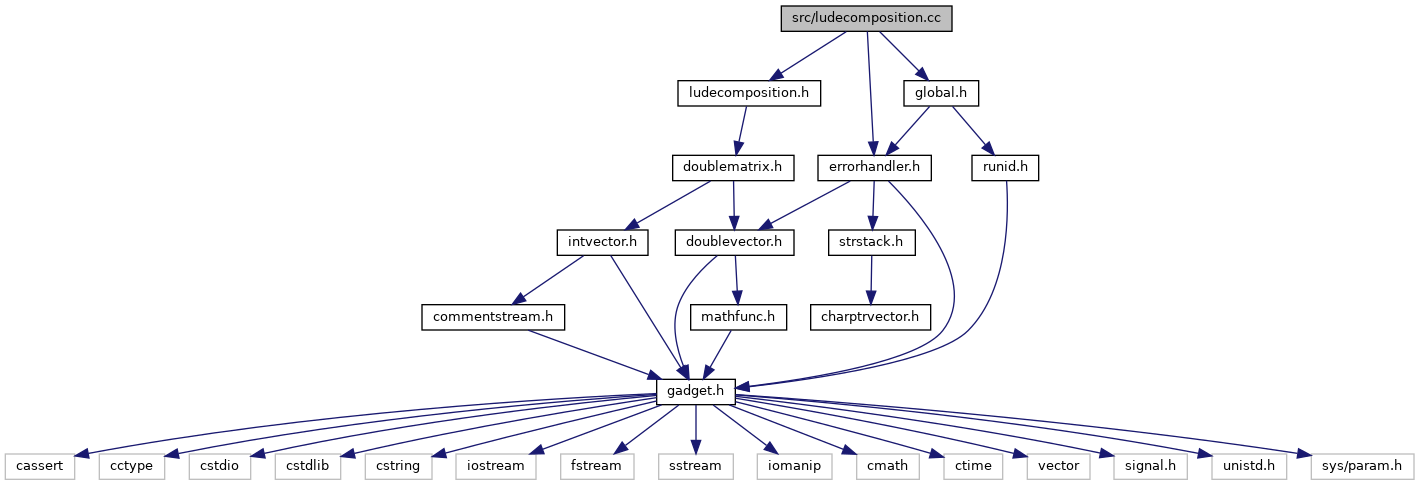 src/ludecomposition.cc
ludecomposition.h
global.h
doublematrix.h
errorhandler.h
runid.h
intvector.h
doublevector.h
strstack.h
commentstream.h
mathfunc.h
charptrvector.h
gadget.h
cassert
cctype
cstdio
cstdlib
cstring
iostream
fstream
sstream
iomanip
cmath
ctime
vector
signal.h
unistd.h
sys/param.h